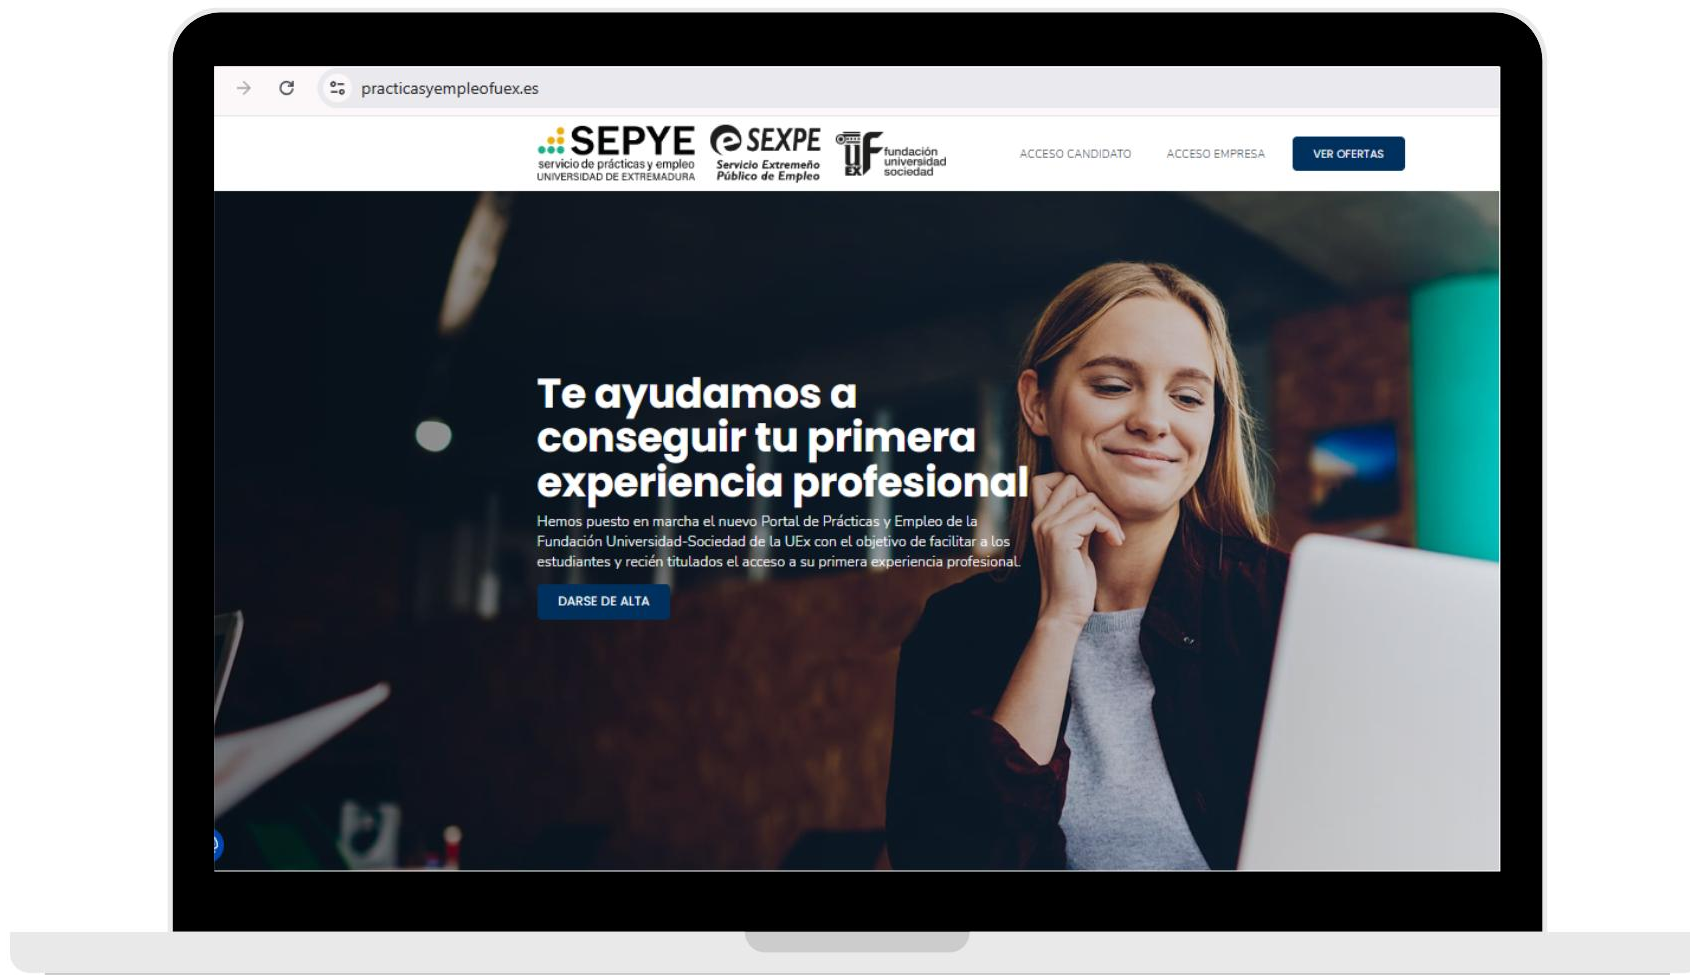 practicasyempleofuex.es
SEPYE
servicio de prácticas y empleo
UNIVERSIDAD DE EXTREMADURA
SEXPE
Servicio Extremeño
Público de Empleo
UF
EX
fundación
universidad
sociedad
ACCESO CANDIDATO
ACCESO EMPRESA
VER OFERTAS
Te ayudamos a
conseguir tu primera
experiencia profesional
Hemos puesto en marcha el nuevo Portal de Prácticas y Empleo de la
Fundación Universidad-Sociedad de la UEx con el objetivo de facilitar a los
estudiantes y recién titulados el acceso a su primera experiencia profesional.
DARSE DE ALTA